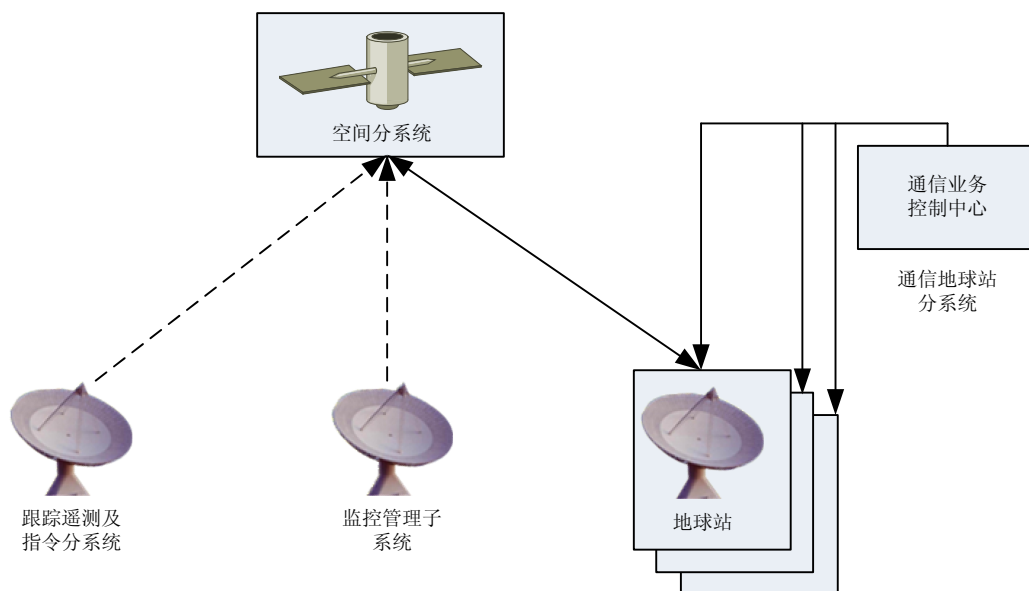 空间分系统
通信业务
控制中心
通信地球站
分系统
跟踪遥测及
指令分系统
监控管理子
系统
地球站